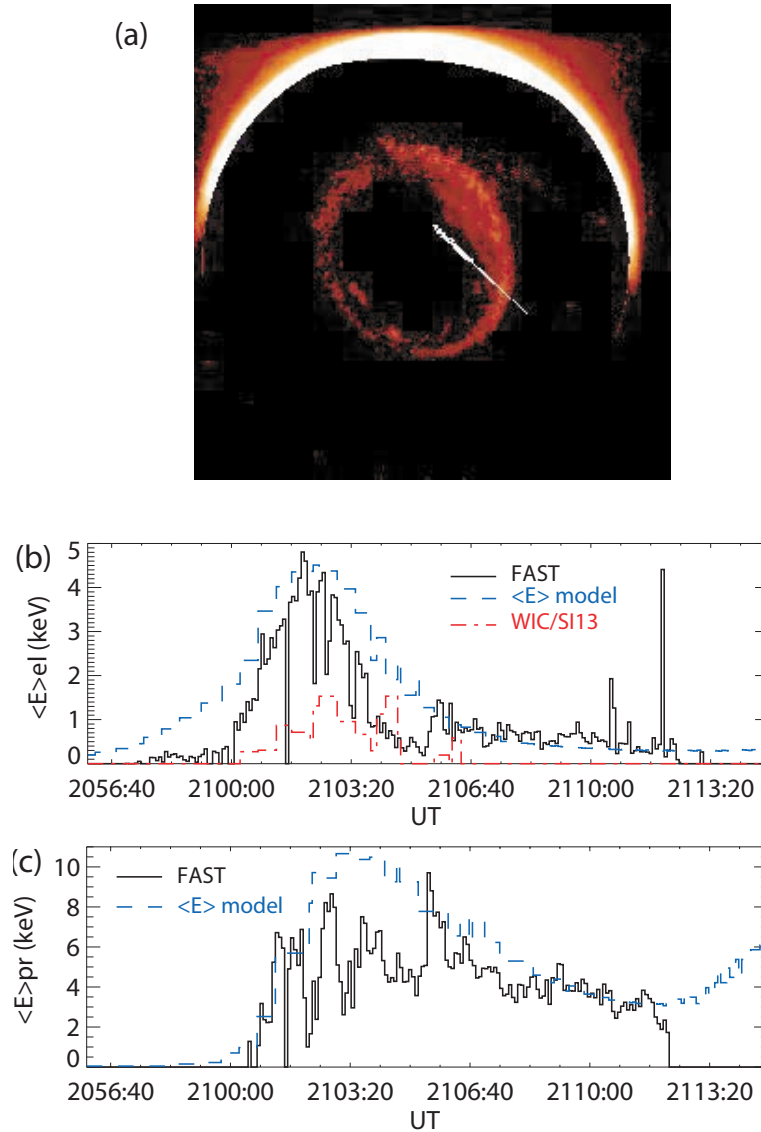 (a)
(b)
5
4
3
2
1
0
<E>el (keV)
FAST
<E> model
WIC/SI13
2056:40 2100:00 2103:20 2106:40 2110:00 2113:20
UT
(c)
10
8
6
4
2
0
<E>pr (keV)
FAST
<E> model
2056:40 2100:00 2103:20 2106:40 2110:00 2113:20
UT